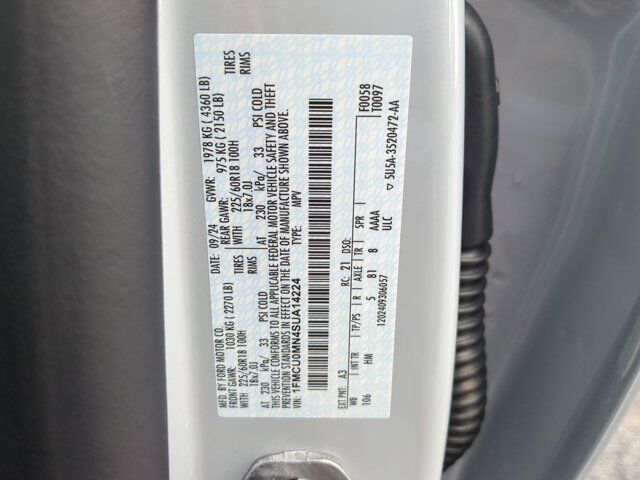 MFD. BY FORD MOTOR CO. 09/24 GVWR: 1978 KG ( 4360 LB)
FRONT GAWR: 1030 KG ( 2270 LB) REAR GAWR: 975 KG ( 2150 LB)
WITH 225/60R18 100H TIRES WITH 225/60R18 100H TIRES
18x7.0J RIMS 18x7.0J RIMS
AT 230 kPa/ 33 PSI COLD AT 230 kPa/ 33 PSI COLD
THIS VEHICLE CONFORMS TO ALL APPLICABLE FEDERAL MOTOR VEHICLE SAFETY AND THEFT
PREVENTION STANDARDS IN EFFECT ON THE DATE OF MANUFACTURE SHOWN ABOVE.
VIN: 1FMCU0MN4SUA14224 TYPE: MPV
F0058
T0097
EXT PNT: A3 RC: 21 DSO:
WB INT TR TP/PS R AXLE TR SPR
106 HM 5 81 8 AAAA
ULC
1202409306057 5U5A-3520472-AA